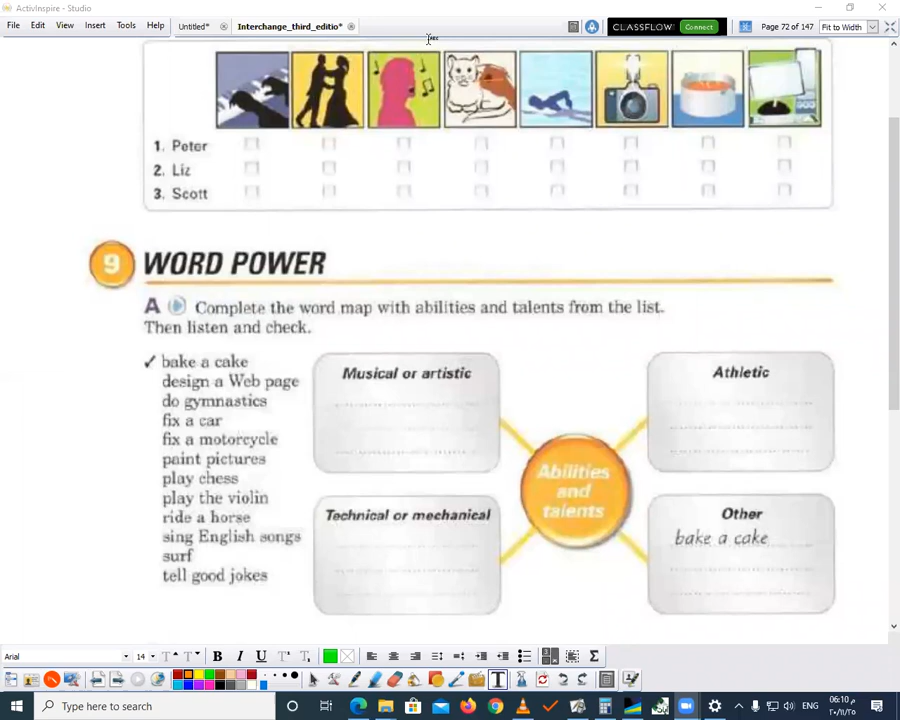 ActivInspire - Studio
File Edit View Insert Tools Help Untitled* Interchange_third_editio* CLASSFLOW Connect Page 72 of 147 Fit to Width
1. Peter
2. Liz
3. Scott
9 WORD POWER
A Complete the word map with abilities and talents from the list.
Then listen and check.
✓ bake a cake
design a Web page
do gymnastics
fix a car
fix a motorcycle
paint pictures
play chess
play the violin
ride a horse
sing English songs
surf
tell good jokes
Musical or artistic
Athletic
Abilities
and
talents
Technical or mechanical
Other
bake a cake
Arial 14 B I U
Type here to search
06:10 م